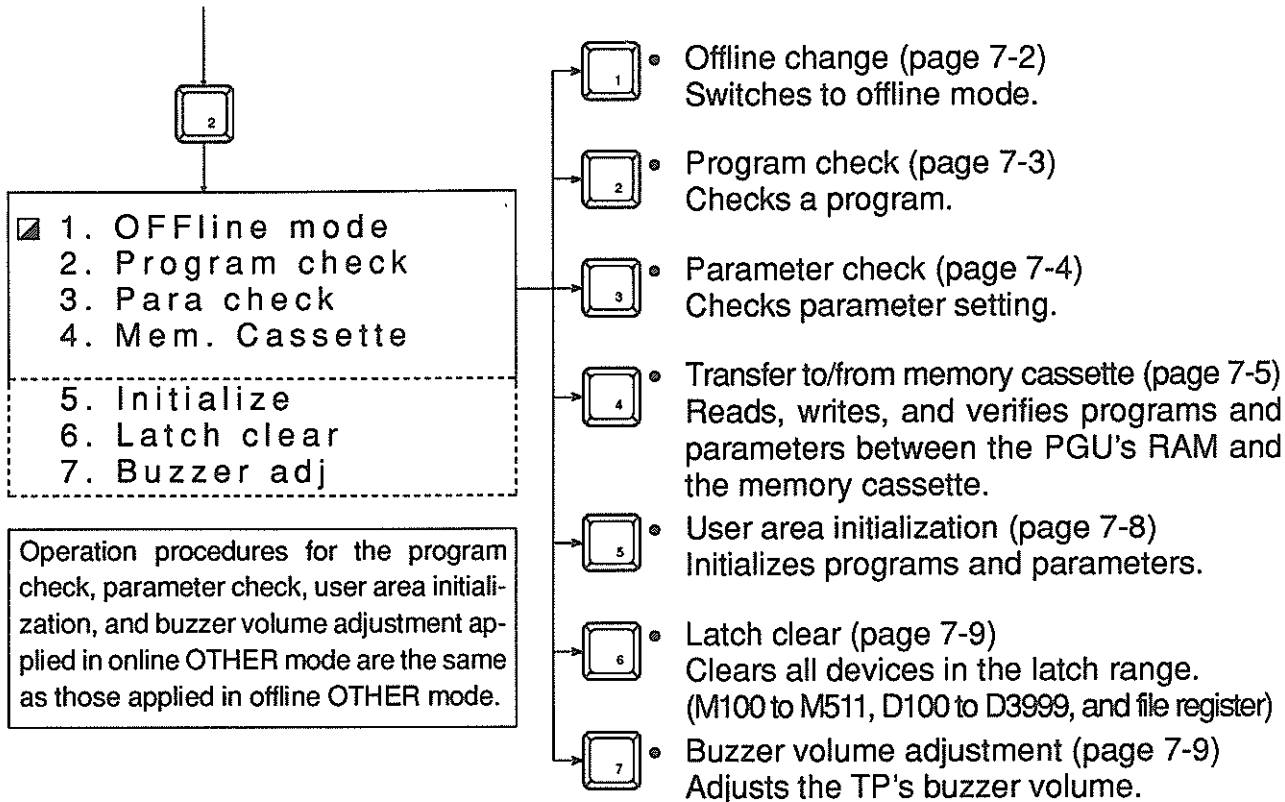 2
1. OFFline mode
2. Program check
3. Para check
4. Mem. Cassette
5. Initialize
6. Latch clear
7. Buzzer adj
Operation procedures for the program
check, parameter check, user area initiali-
zation, and buzzer volume adjustment ap-
plied in online OTHER mode are the same
as those applied in offline OTHER mode.
1 • Offline change (page 7-2)
Switches to offline mode.
2 • Program check (page 7-3)
Checks a program.
3 • Parameter check (page 7-4)
Checks parameter setting.
4 • Transfer to/from memory cassette (page 7-5)
Reads, writes, and verifies programs and
parameters between the PGU's RAM and
the memory cassette.
5 • User area initialization (page 7-8)
Initializes programs and parameters.
6 • Latch clear (page 7-9)
Clears all devices in the latch range.
(M100 to M511, D100 to D3999, and file register)
7 • Buzzer volume adjustment (page 7-9)
Adjusts the TP's buzzer volume.